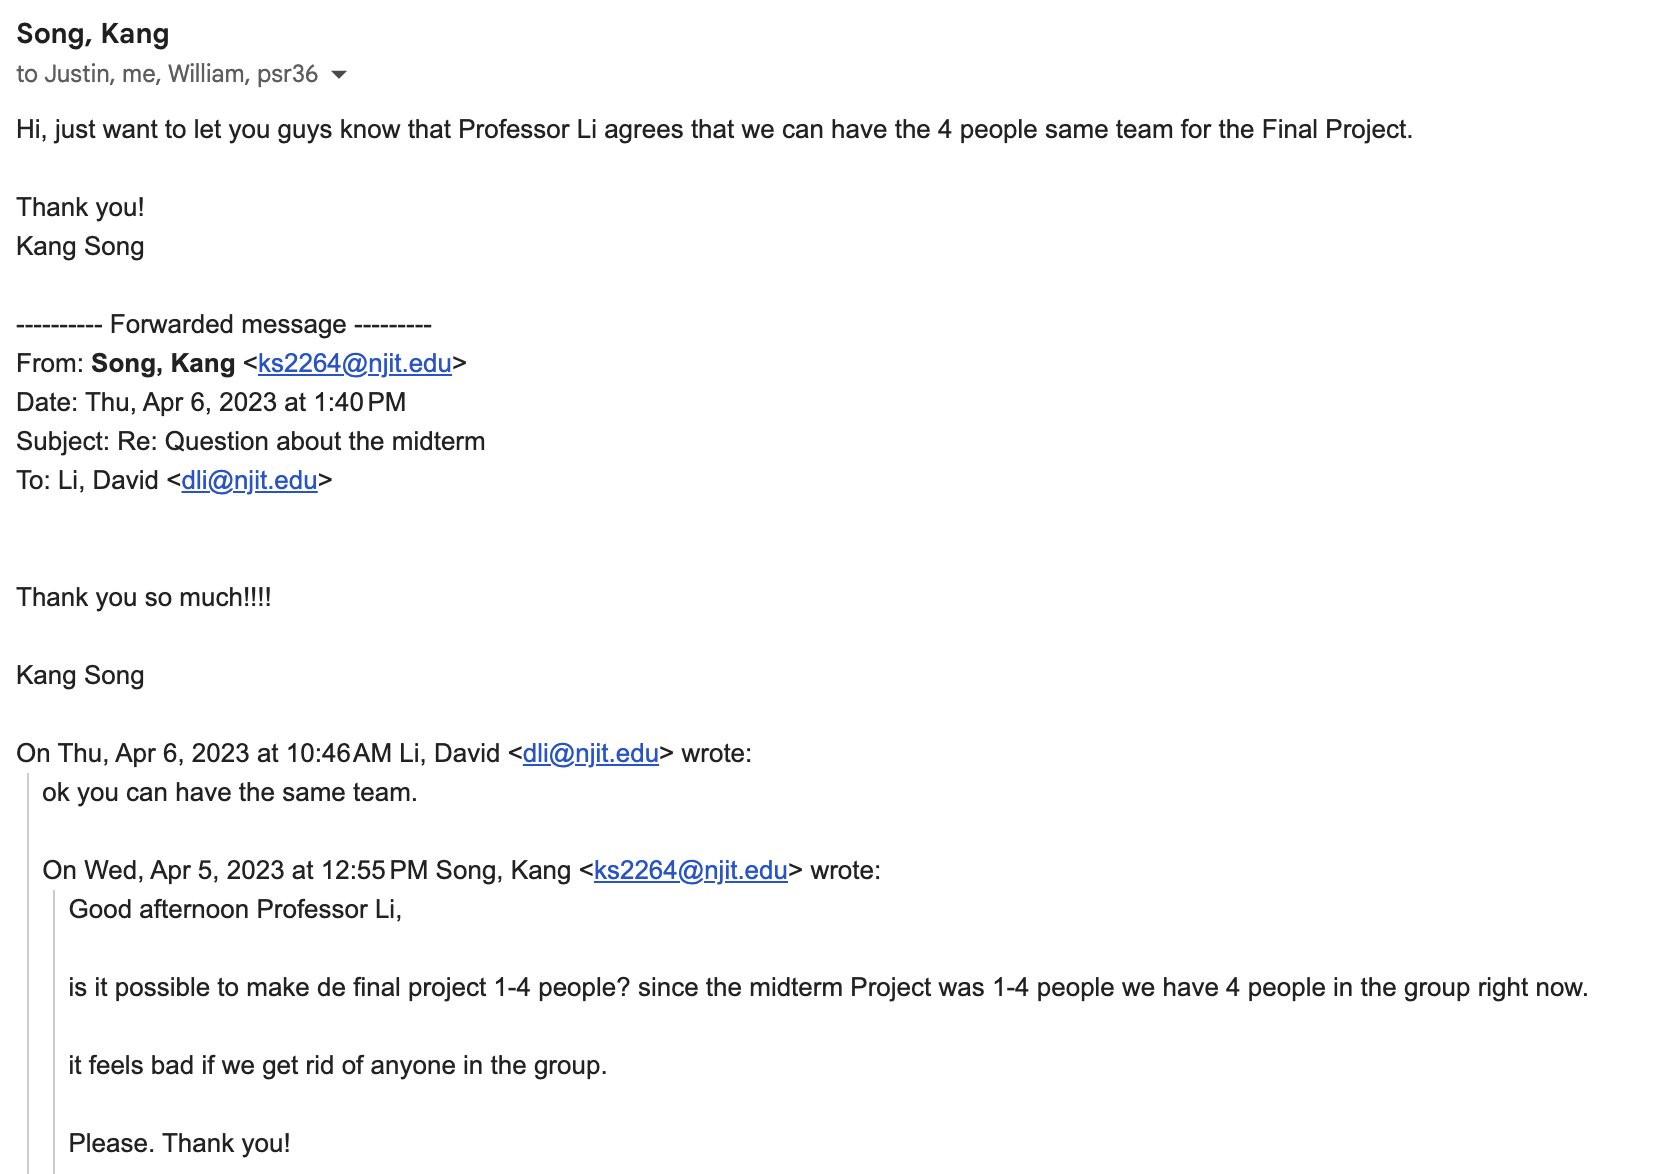 Song, Kang
to Justin, me, William, psr36
Hi, just want to let you guys know that Professor Li agrees that we can have the 4 people same team for the Final Project.
Thank you!
Kang Song
---------- Forwarded message ---------
From: Song, Kang <ks2264@njit.edu>
Date: Thu, Apr 6, 2023 at 1:40 PM
Subject: Re: Question about the midterm
To: Li, David <dli@njit.edu>
Thank you so much!!!!
Kang Song
On Thu, Apr 6, 2023 at 10:46 AM Li, David <dli@njit.edu> wrote:
ok you can have the same team.
On Wed, Apr 5, 2023 at 12:55 PM Song, Kang <ks2264@njit.edu> wrote:
Good afternoon Professor Li,
is it possible to make de final project 1-4 people? since the midterm Project was 1-4 people we have 4 people in the group right now.
it feels bad if we get rid of anyone in the group.
Please. Thank you!